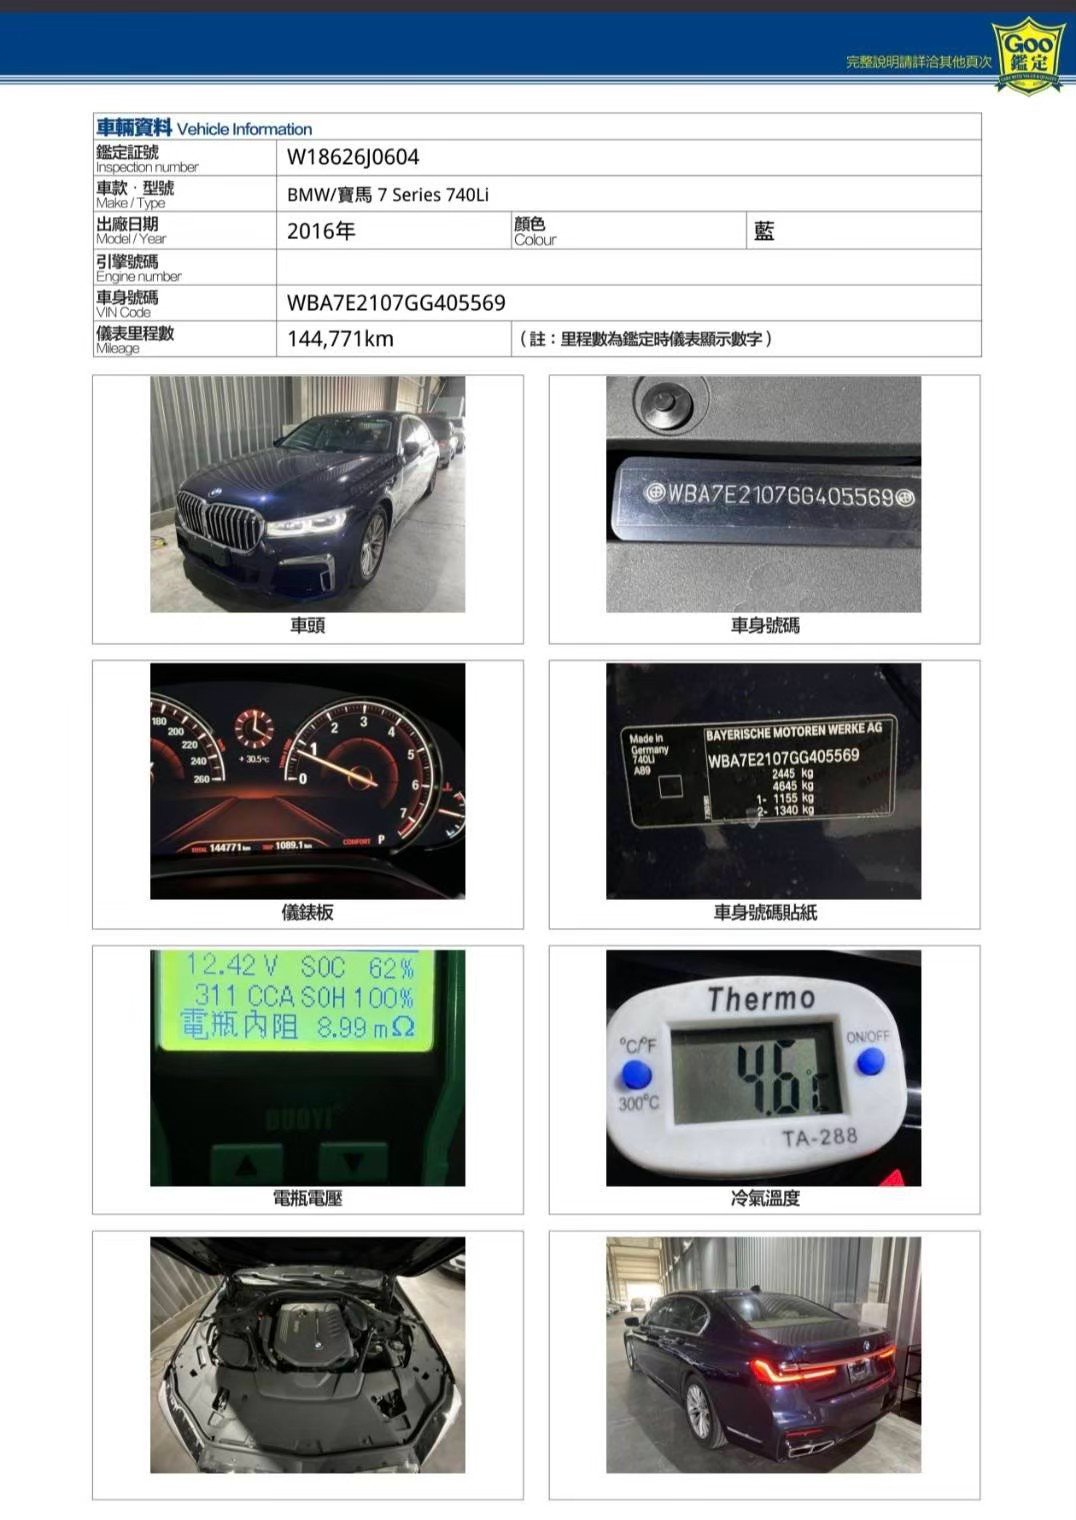 完整說明請詳洽其他頁次
Goo
鑑定
車輛資料 Vehicle Information
鑑定証號
Inspection number
W18626J0604
車款 · 型號
Make / Type
BMW/寶馬 7 Series 740Li
出廠日期
Model / Year
2016年
顏色
Colour
藍
引擎號碼
Engine number
車身號碼
VIN Code
WBA7E2107GG405569
儀表里程數
Mileage
144,771km
（註：里程數為鑑定時儀表顯示數字）
車頭
WBA7E2107GG405569
車身號碼
180
200
220
240
260
+ 30.5°C
0
1
2
3
4
5
6
7
TOTAL 144771 km
TRIP 1089.1 km
COMFORT P
儀錶板
Made in
Germany
740Li
A89
BAYERISCHE MOTOREN WERKE AG
WBA7E2107GG405569
2445 kg
4645 kg
1- 1155 kg
2- 1340 kg
車身號碼貼紙
12.42 V SOC 62%
311 CCA SOH 100%
電瓶內阻 8.99 mΩ
電瓶電壓
Thermo
°C/°F
ON/OFF
4.6°C
300°C
TA-288
冷氣溫度